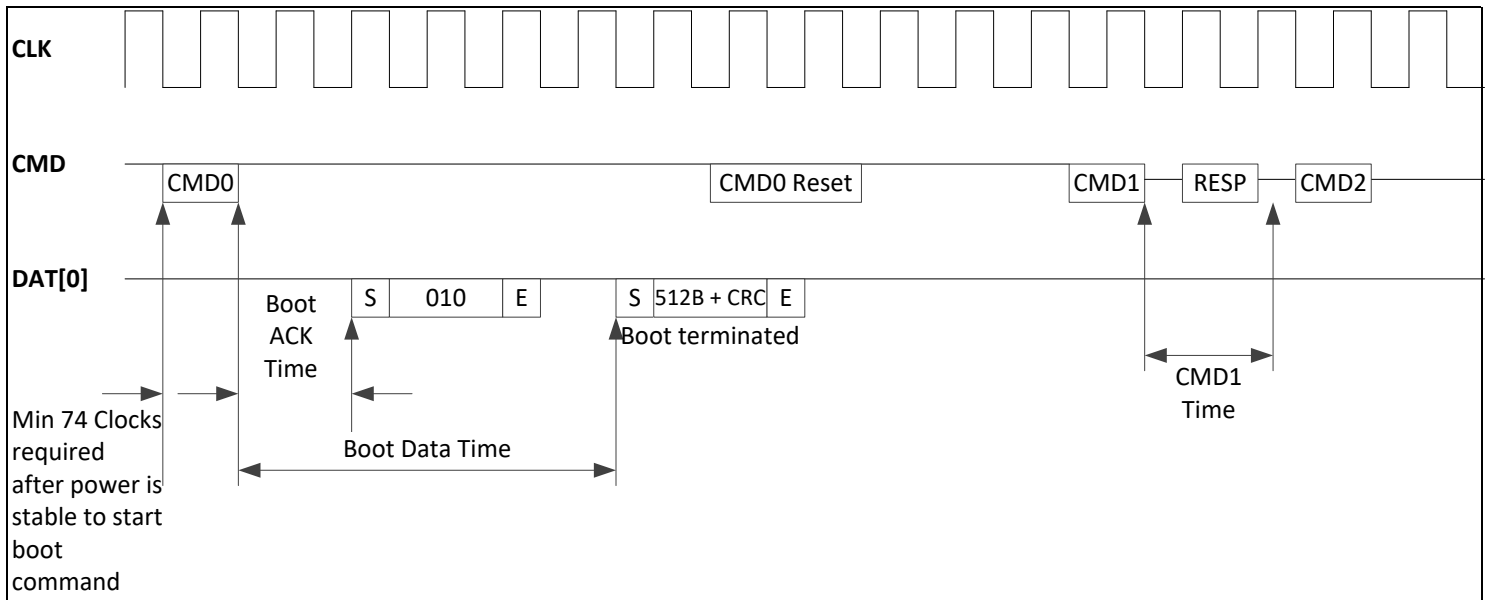 CLK
CMD
CMD0
CMD0 Reset
CMD1
RESP
CMD2
DAT[0]
S
010
E
S
512B + CRC
E
Boot
ACK
Time
Boot terminated
CMD1
Time
Min 74 Clocks
required
after power is
stable to start
boot
command
Boot Data Time